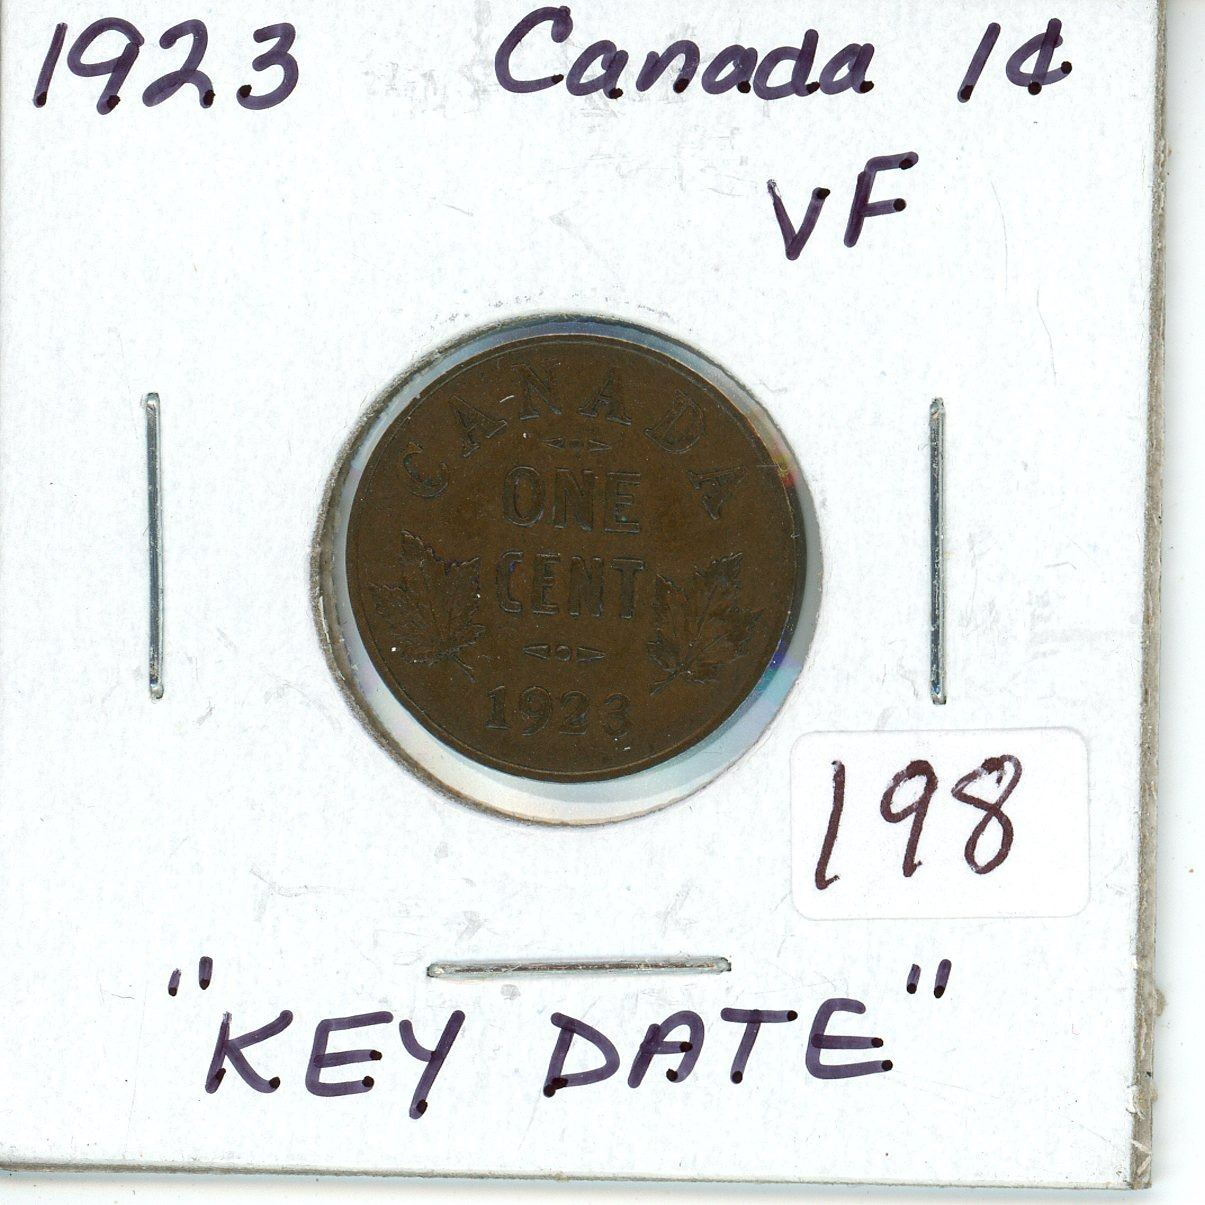 1923 Canada 1¢
VF
CANADA
ONE
CENT
1923
198
"KEY DATE"